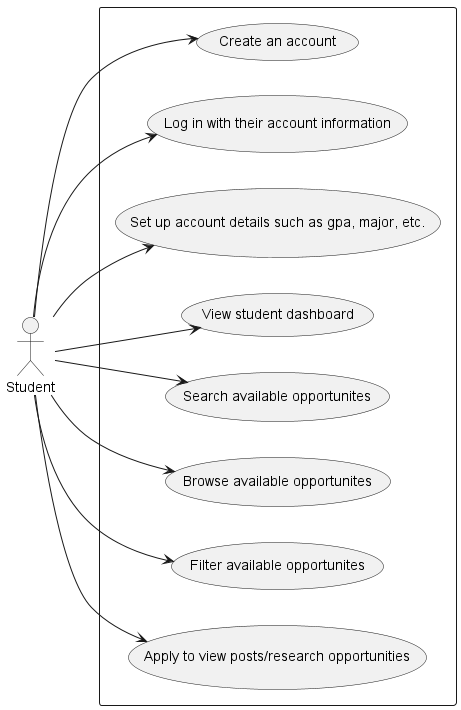 Create an account
Log in with their account information
Set up account details such as gpa, major, etc.
View student dashboard
Student
Search available opportunites
Browse available opportunites
Filter available opportunites
Apply to view posts/research opportunities